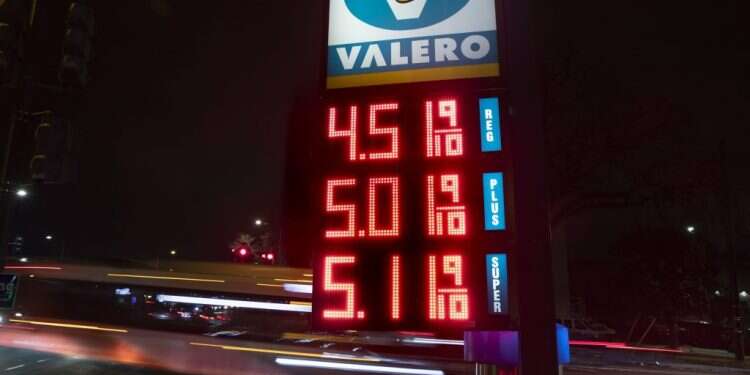 VALERO
4.51 9/10 REG
5.01 9/10 PLUS
5.11 9/10 SUPER